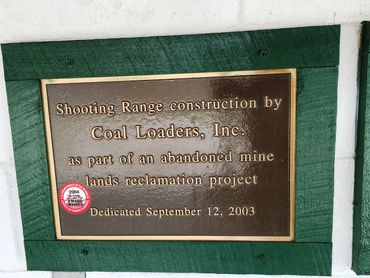 Shooting Range construction by
Coal Loaders, Inc.
as part of an abandoned mine
lands reclamation project
2004
Dedicated September 12, 2003